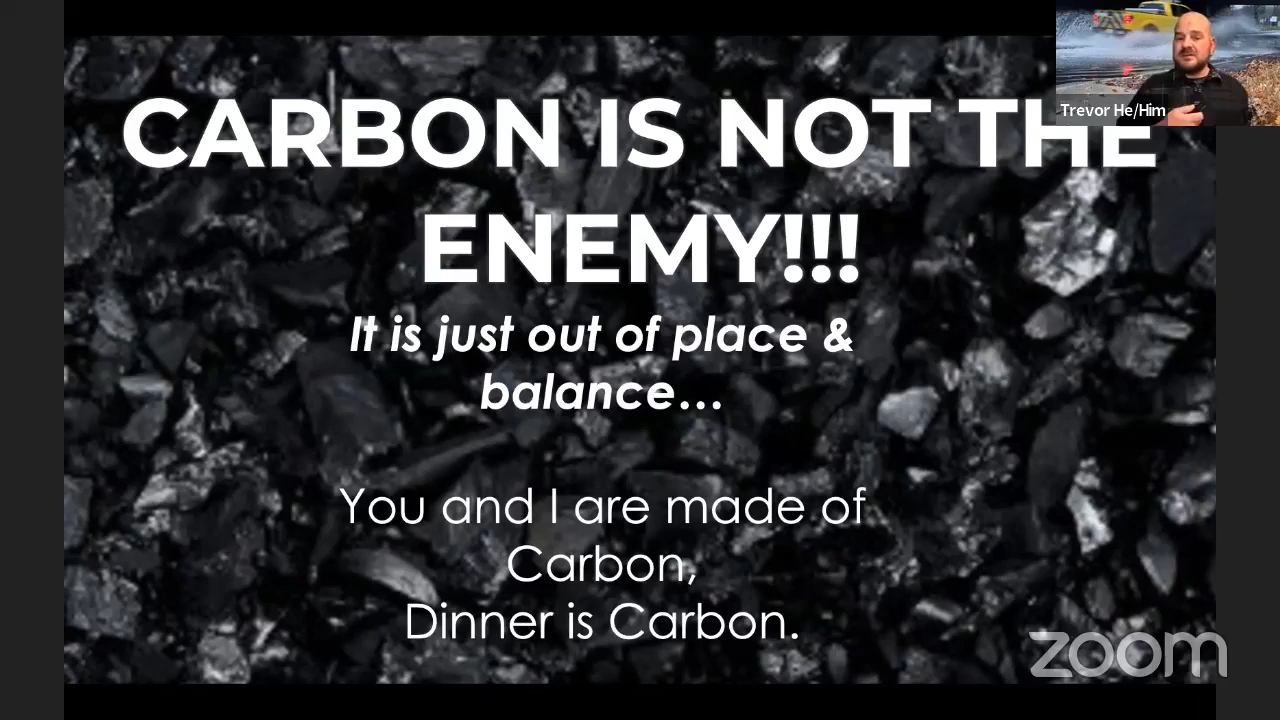 CARBON IS NOT THE
ENEMY!!!
It is just out of place &
balance...
You and I are made of
Carbon,
Dinner is Carbon.
Trevor He/Him
zoom